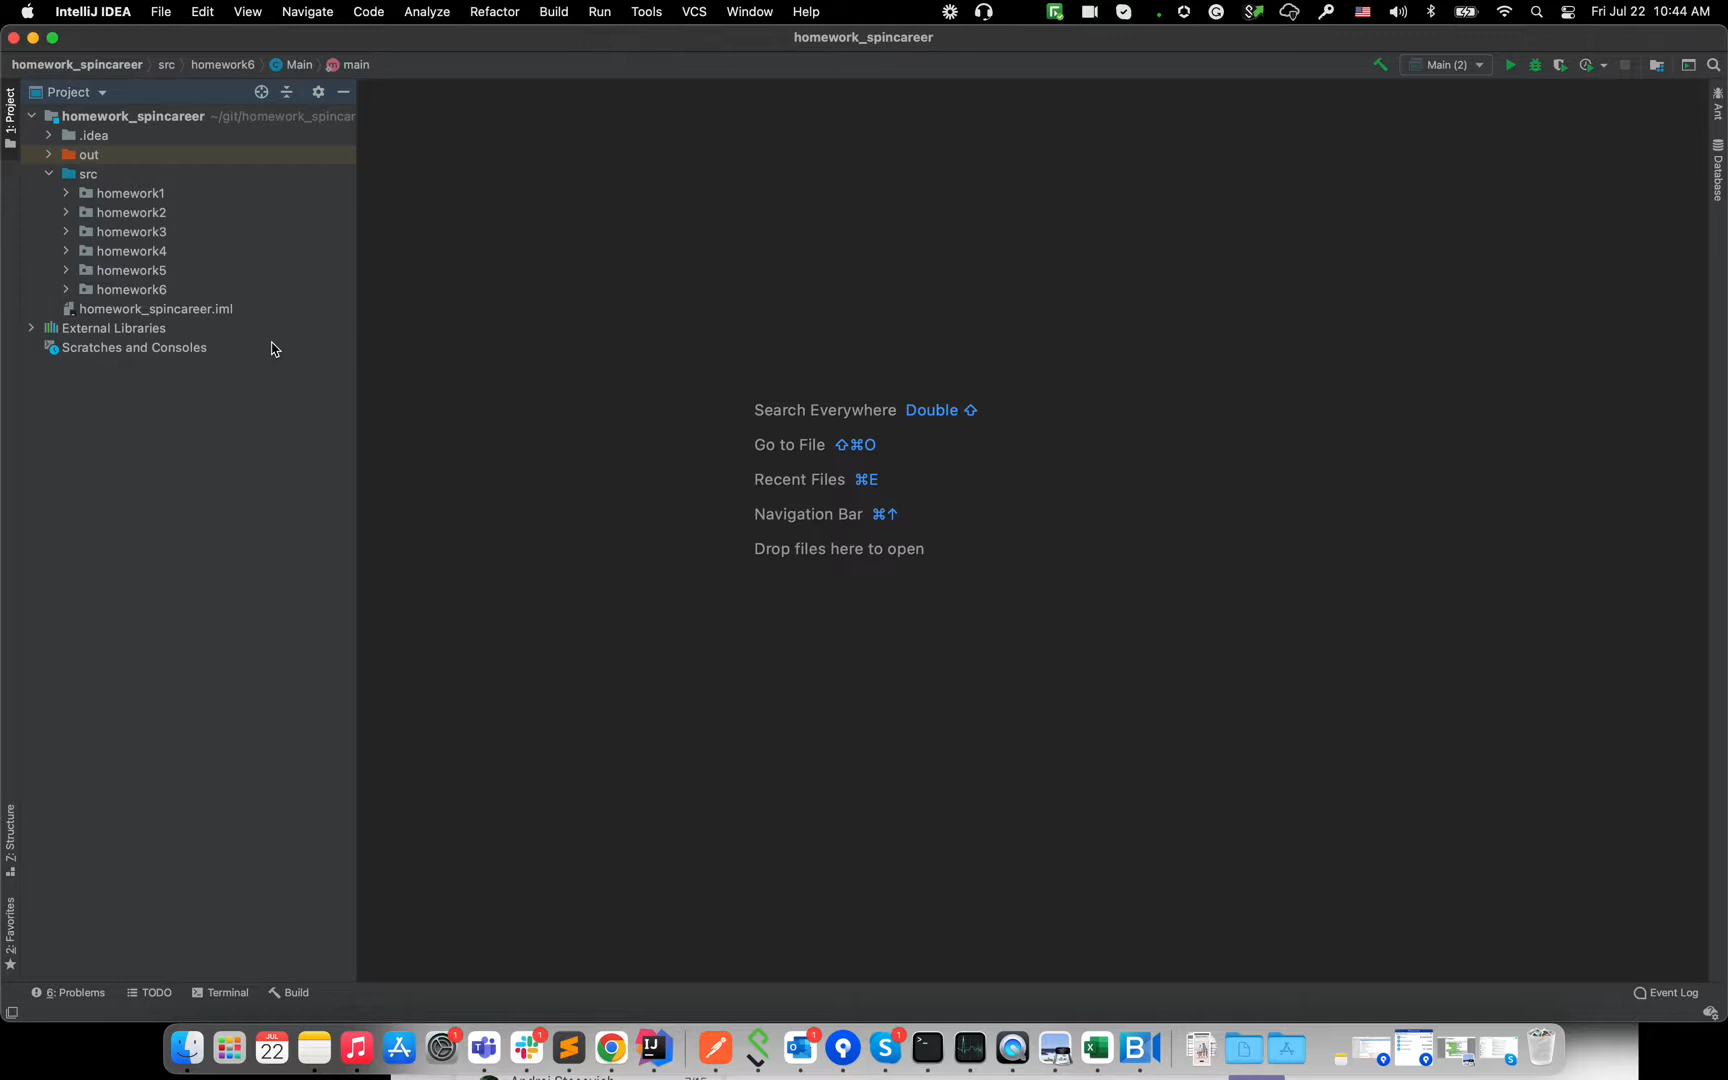 IntelliJ IDEA File Edit View Navigate Code Analyze Refactor Build Run Tools VCS Window Help Fri Jul 22 10:44 AM
homework_spincareer
homework_spincareer src homework6 Main main Main (2)
1: Project
Project
homework_spincareer ~/git/homework_spincar
.idea
out
src
homework1
homework2
homework3
homework4
homework5
homework6
homework_spincareer.iml
External Libraries
Scratches and Consoles
Ant
Database
Search Everywhere Double ⇧
Go to File ⇧⌘O
Recent Files ⌘E
Navigation Bar ⌘↑
Drop files here to open
Z: Structure
2: Favorites
6: Problems TODO Terminal Build Event Log
JUL
22
1
1
1
1